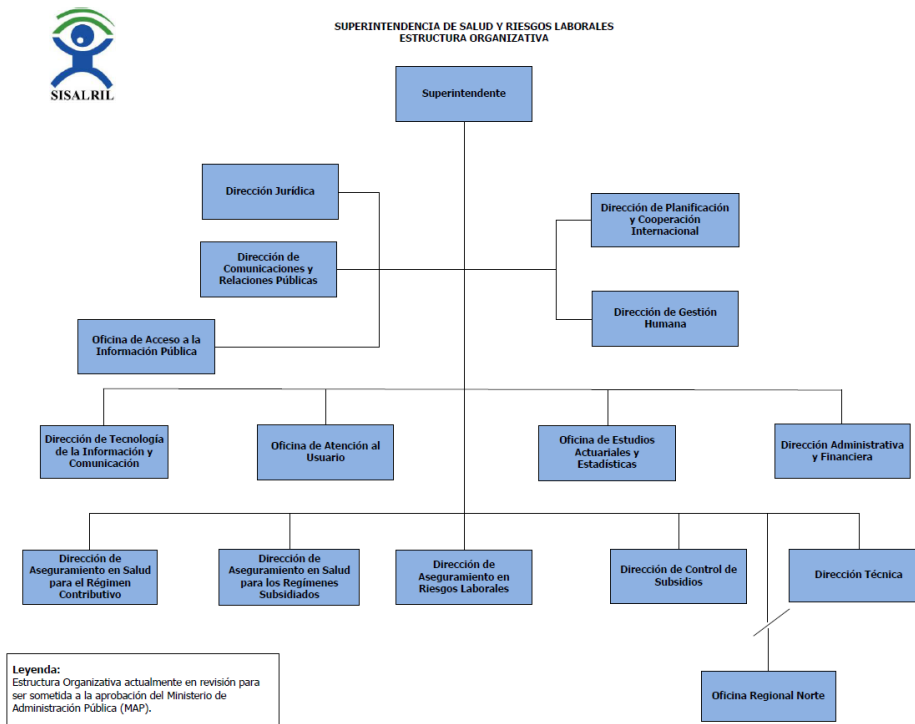 SUPERINTENDENCIA DE SALUD Y RIESGOS LABORALES
ESTRUCTURA ORGANIZATIVA
SISALRIL
Superintendente
Dirección Jurídica
Dirección de Planificación
y Cooperación
Internacional
Dirección de
Comunicaciones y
Relaciones Públicas
Dirección de Gestión
Humana
Oficina de Acceso a la
Información Pública
Dirección de Tecnología
de la Información y
Comunicación
Oficina de Atención al
Usuario
Oficina de Estudios
Actuariales y
Estadísticas
Dirección Administrativa
y Financiera
Dirección de
Aseguramiento en Salud
para el Régimen
Contributivo
Dirección de
Aseguramiento en Salud
para los Regímenes
Subsidiados
Dirección de
Aseguramiento en
Riesgos Laborales
Dirección de Control de
Subsidios
Dirección Técnica
Oficina Regional Norte
Leyenda:
Estructura Organizativa actualmente en revisión para
ser sometida a la aprobación del Ministerio de
Administración Pública (MAP).